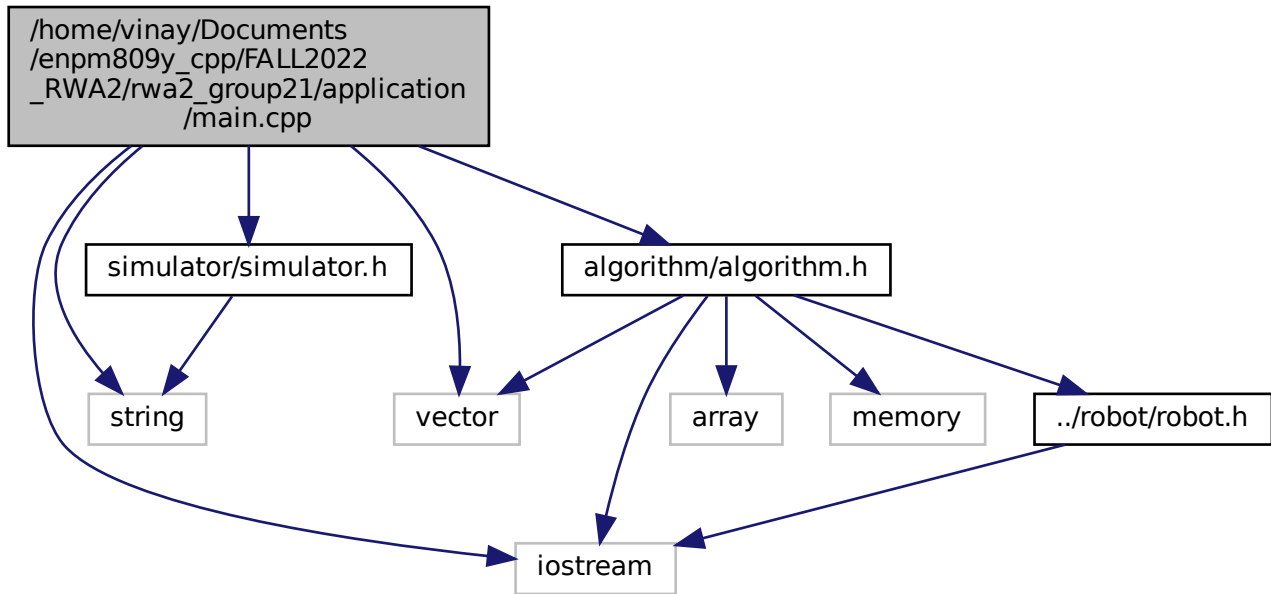 /home/vinay/Documents
/enpm809y_cpp/FALL2022
_RWA2/rwa2_group21/application
/main.cpp
simulator/simulator.h
algorithm/algorithm.h
string
vector
array
memory
../robot/robot.h
iostream